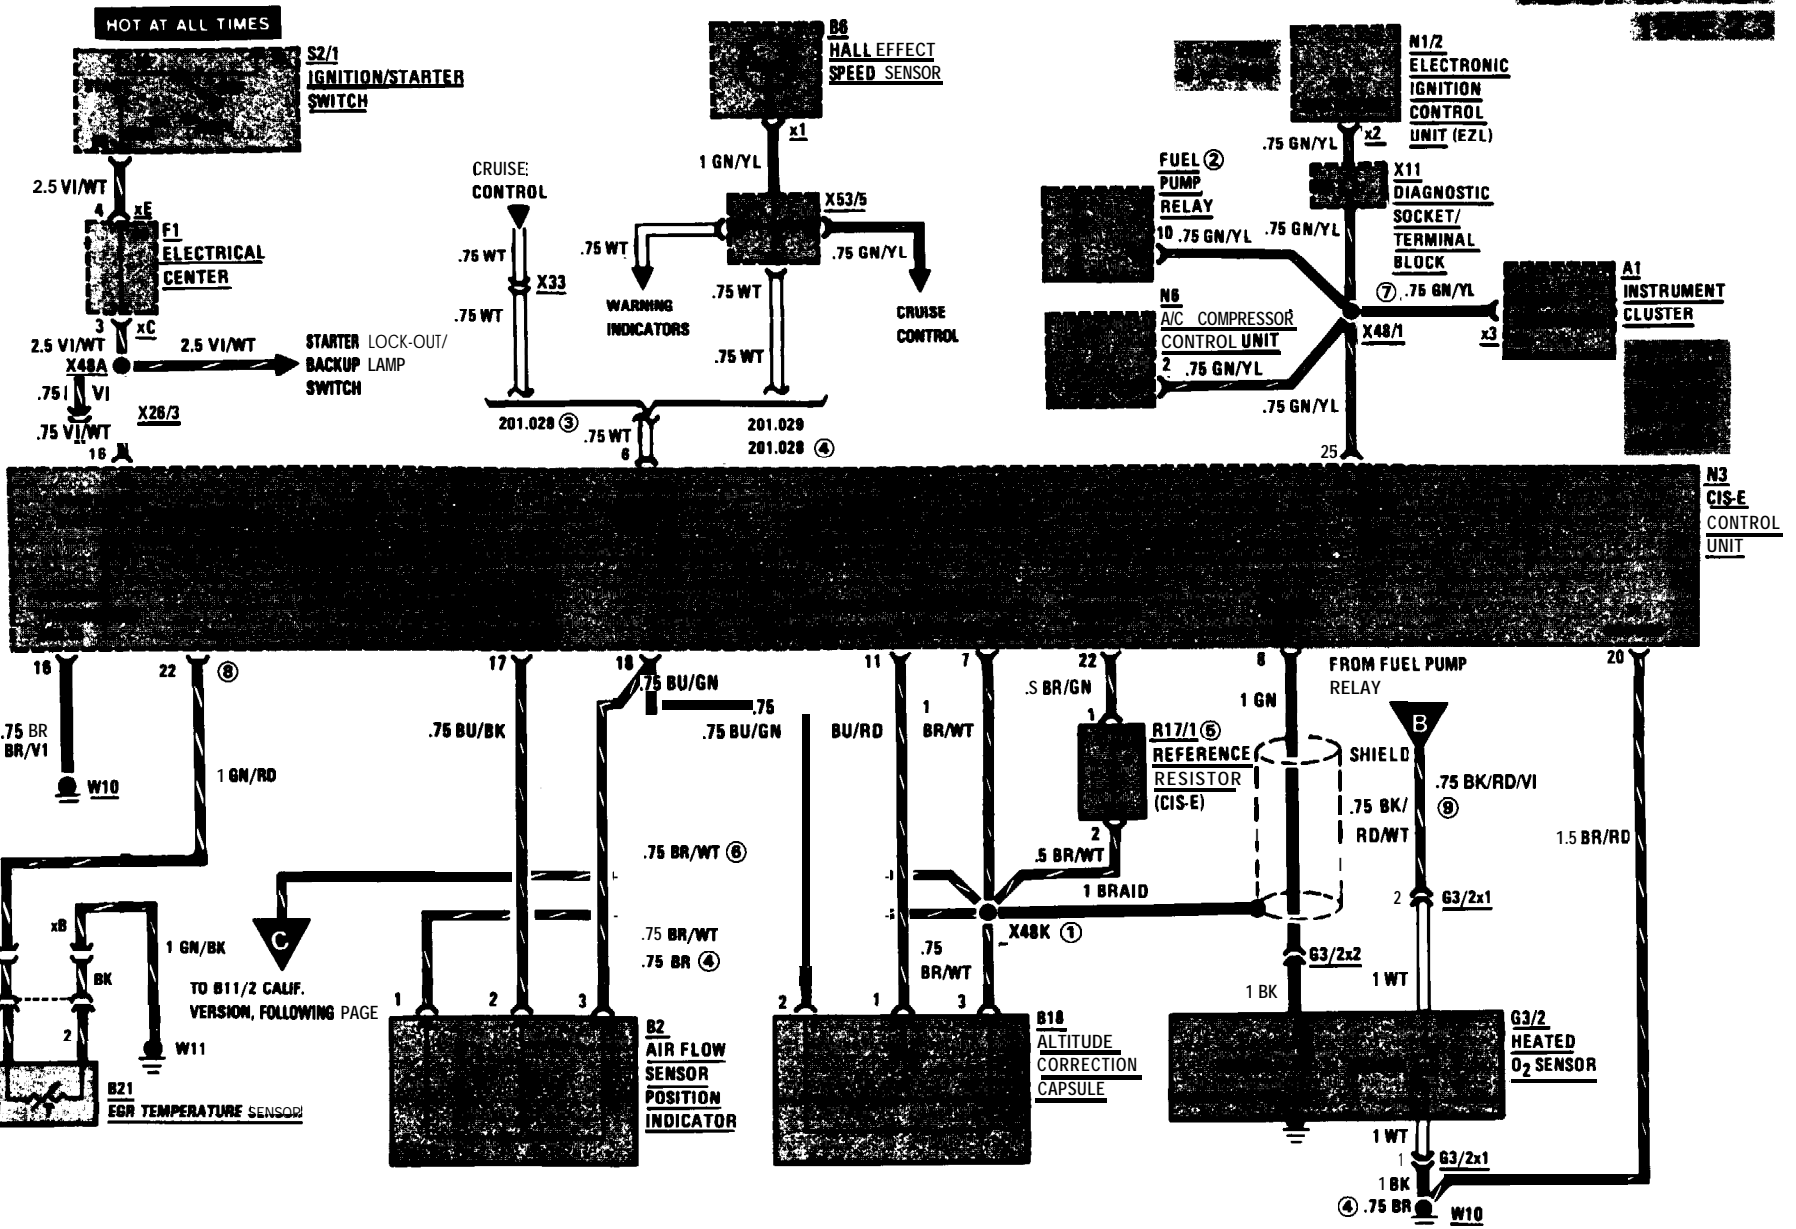 HOT AT ALL TIMES
S2/1
IGNITION/STARTER
SWITCH
2.5 VI/WT
4
xE
F1
ELECTRICAL
CENTER
3
xC
2.5 VI/WT
X48A
2.5 VI/WT
STARTER LOCK-OUT/
BACKUP LAMP
SWITCH
.75
VI
X26/3
.75 VI/WT
16
CRUISE
CONTROL
.75 WT
X33
.75 WT
B6
HALL EFFECT
SPEED SENSOR
x1
1 GN/YL
X53/5
.75 WT
.75 GN/YL
WARNING
INDICATORS
.75 WT
CRUISE
CONTROL
.75 WT
201.028 ③
.75 WT
6
201.029
201.028 ④
N1/2
ELECTRONIC
IGNITION
CONTROL
UNIT (EZL)
x2
.75 GN/YL
X11
DIAGNOSTIC
SOCKET/
TERMINAL
BLOCK
FUEL ②
PUMP
RELAY
10 .75 GN/YL
.75 GN/YL
N6
A/C COMPRESSOR
CONTROL UNIT
2 .75 GN/YL
⑦ .75 GN/YL
X48/1
x3
A1
INSTRUMENT
CLUSTER
.75 GN/YL
25
N3
CIS-E
CONTROL
UNIT
16
22 ⑧
17
18
11
7
22
8
20
.75 BR
BR/V1
W10
1 GN/RD
.75 BU/BK
.75 BU/GN
.75
.75 BU/GN
BU/RD
1
BR/WT
.S BR/GN
1
R17/1 ⑤
REFERENCE
RESISTOR
(CIS-E)
2
.5 BR/WT
1 GN
FROM FUEL PUMP
RELAY
B
SHIELD
.75 BK/RD/VI
⑨
.75 BK/
RD/WT
1.5 BR/RD
.75 BR/WT ⑥
1 BRAID
2
G3/2x1
xB
1 GN/BK
BK
C
TO B11/2 CALIF.
VERSION, FOLLOWING PAGE
.75 BR/WT
.75 BR ④
X48K ①
.75
BR/WT
G3/2x2
1 BK
1 WT
2
W11
B21
EGR TEMPERATURE SENSOR
1
2
3
B2
AIR FLOW
SENSOR
POSITION
INDICATOR
2
1
3
B18
ALTITUDE
CORRECTION
CAPSULE
G3/2
HEATED
O2 SENSOR
1 WT
1
G3/2x1
1 BK
④ .75 BR
W10